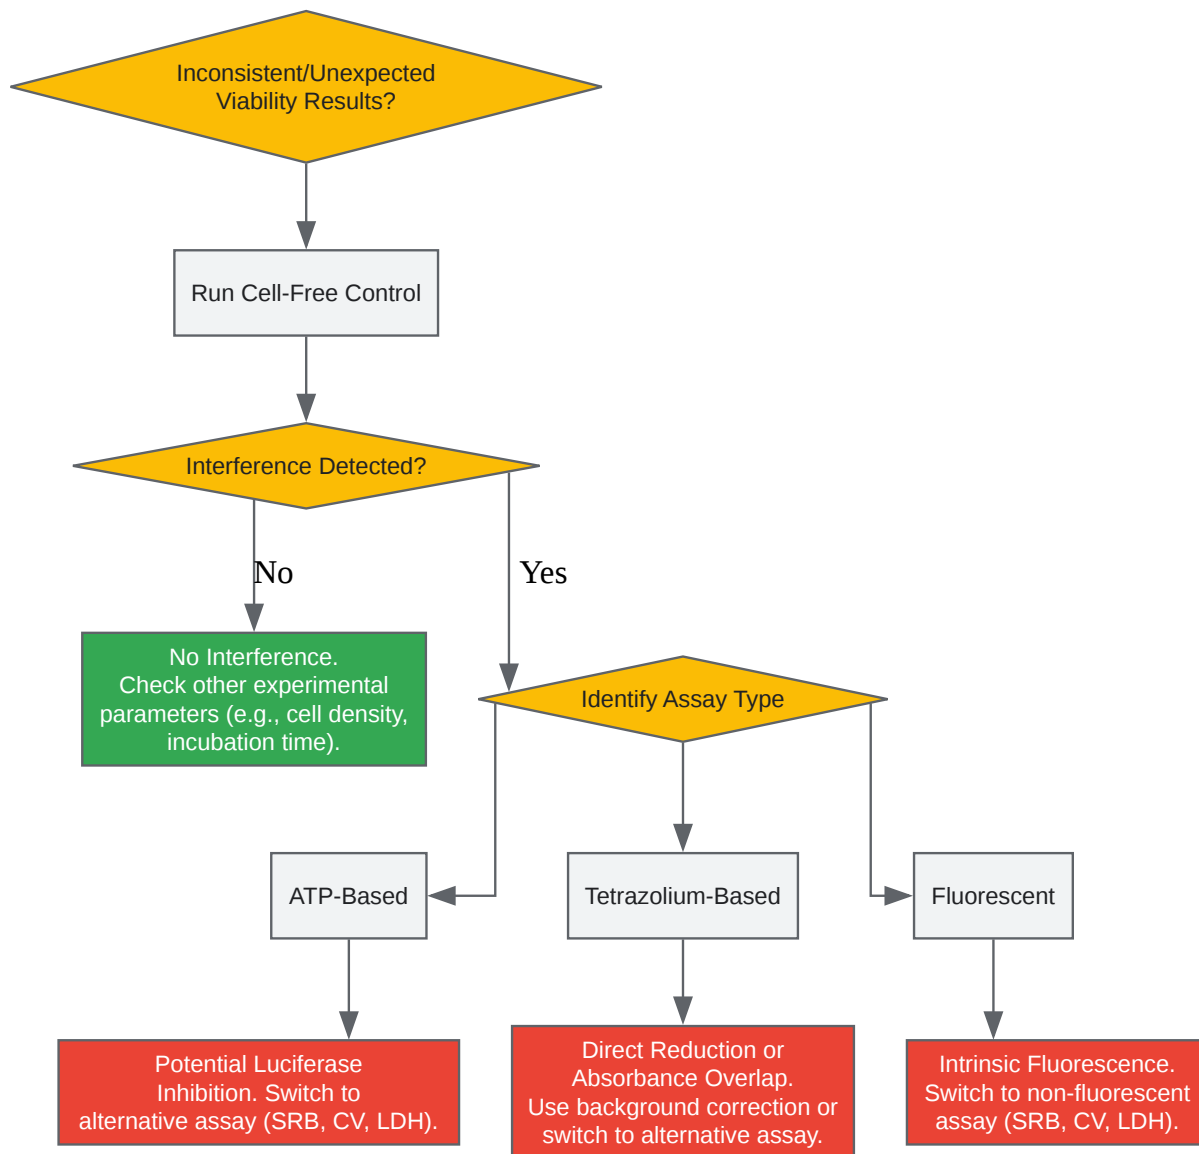 Inconsistent/Unexpected
Viability Results?
Run Cell-Free Control
Interference Detected?
No
Yes
No Interference.
Check other experimental
parameters (e.g., cell density,
incubation time).
Identify Assay Type
ATP-Based
Tetrazolium-Based
Fluorescent
Potential Luciferase
Inhibition. Switch to
alternative assay (SRB, CV, LDH).
Direct Reduction or
Absorbance Overlap.
Use background correction or
switch to alternative assay.
Intrinsic Fluorescence.
Switch to non-fluorescent
assay (SRB, CV, LDH).